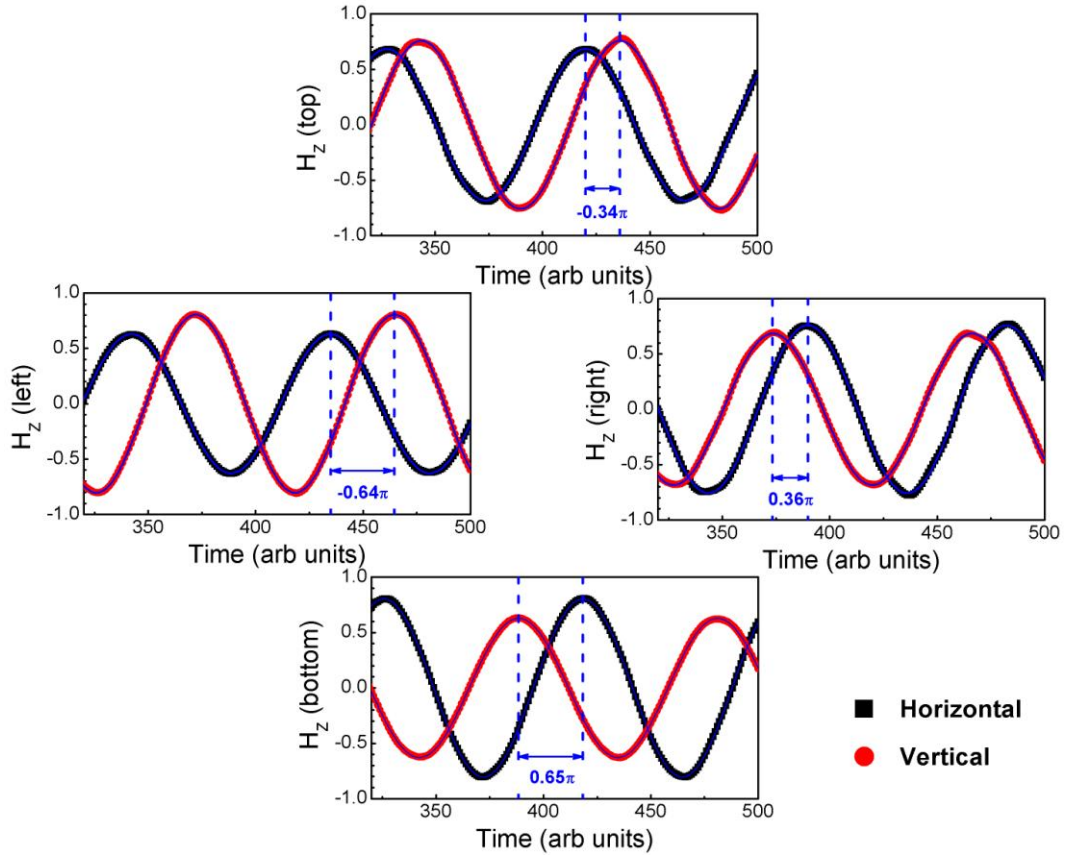 1.0
0.5
0.0
-0.5
-1.0
H_Z (top)
-0.34π
350 400 450 500
Time (arb units)
1.0
0.5
0.0
-0.5
-1.0
H_Z (left)
-0.64π
350 400 450 500
Time (arb units)
1.0
0.5
0.0
-0.5
-1.0
H_Z (right)
0.36π
350 400 450 500
Time (arb units)
1.0
0.5
0.0
-0.5
-1.0
H_Z (bottom)
0.65π
350 400 450 500
Time (arb units)
Horizontal
Vertical